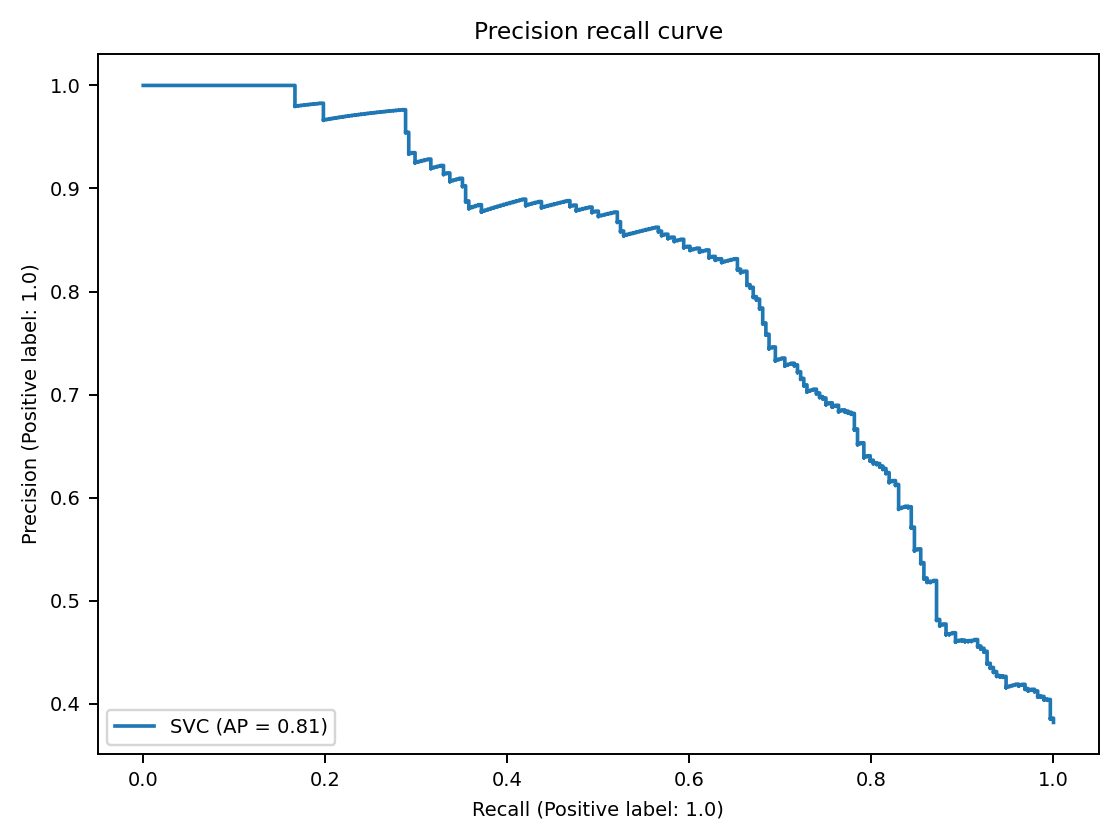 Precision recall curve
1.0
0.9
0.8
0.7
0.6
0.5
0.4
Precision (Positive label: 1.0)
SVC (AP = 0.81)
0.0 0.2 0.4 0.6 0.8 1.0
Recall (Positive label: 1.0)